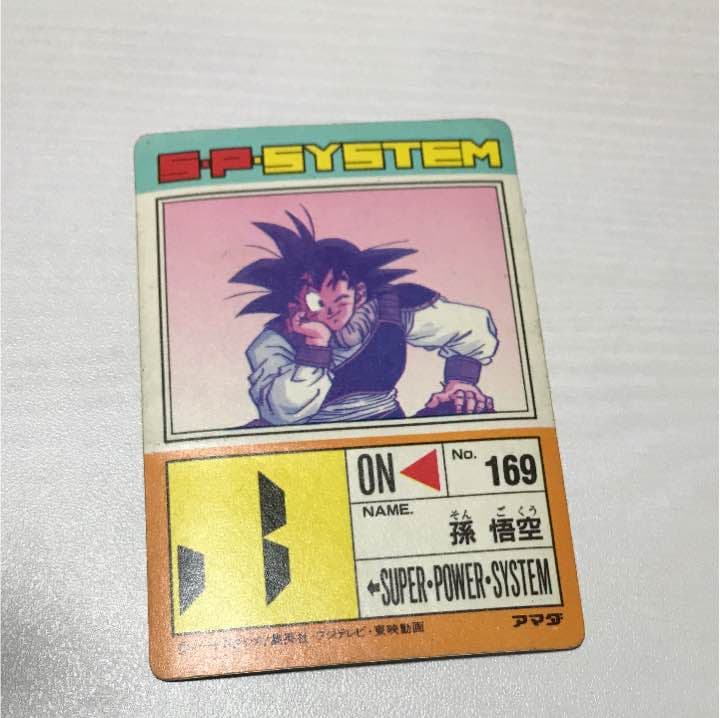 S・P・SYSTEM
ON No. 169
NAME.
そん ごくう
孫 悟空
←SUPER・POWER・SYSTEM
アマダ
集英社・フジテレビ・東映動画